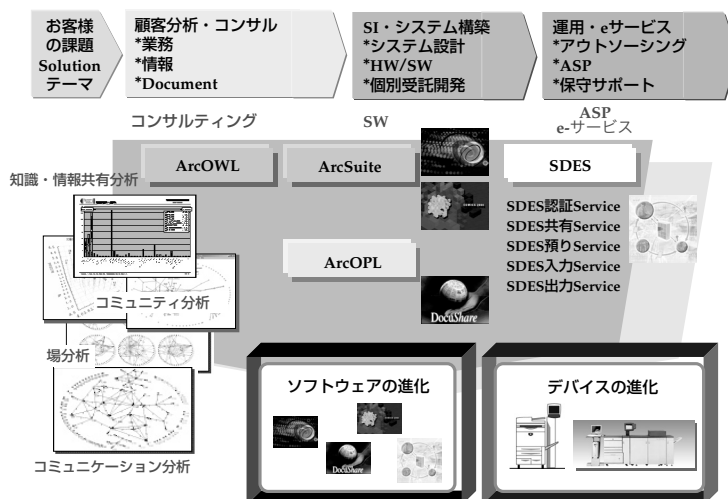 お客様
の課題
Solution
テーマ
顧客分析・コンサル
*業務
*情報
*Document
SI・システム構築
*システム設計
*HW/SW
*個別受託開発
運用・eサービス
*アウトソーシング
*ASP
*保守サポート
コンサルティング
SW
ASP
e-サービス
ArcOWL
ArcSuite
SDES
知識・情報共有分析
SDES認証Service
SDES共有Service
SDES預りService
SDES入力Service
SDES出力Service
ArcOPL
コミュニティ分析
DocuShare
場分析
コミュニケーション分析
ソフトウェアの進化
DocuShare
デバイスの進化